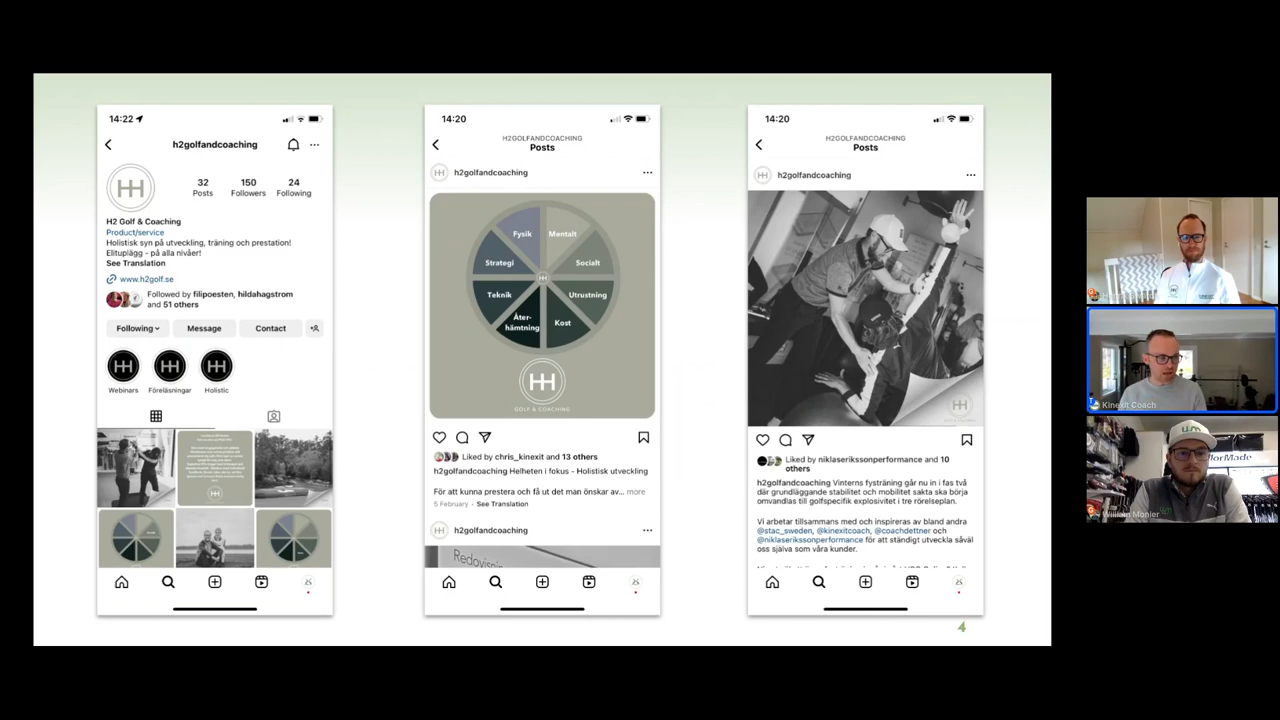 14:22
h2golfandcoaching
32
Posts
150
Followers
24
Following
H2 Golf & Coaching
Product/service
Holistisk syn på utveckling, träning och prestation!
Elitupplägg - på alla nivåer!
See Translation
www.h2golf.se
Followed by filipoesten, hildahagstrom
and 51 others
Following
Message
Contact
Webinars
Föreläsningar
Holistic
14:20
H2GOLFANDCOACHING
Posts
h2golfandcoaching
Fysik
Mentalt
Strategi
Socialt
Teknik
Utrustning
Åter-
hämtning
Kost
HH
GOLF & COACHING
Liked by chris_kinexit and 13 others
h2golfandcoaching Helheten i fokus - Holistisk utveckling
För att kunna prestera och få ut det man önskar av... more
5 February • See Translation
h2golfandcoaching
Redovisning
14:20
H2GOLFANDCOACHING
Posts
h2golfandcoaching
Liked by niklaserikssonperformance and 10
others
h2golfandcoaching Vinterns fysträning går nu in i fas två
där grundläggande stabilitet och mobilitet sakta ska börja
omvandlas till golfspecifik explosivitet i tre rörelseplan.
Vi arbetar tillsammans med och inspireras av bland andra
@stac_sweden, @kinexitcoach, @coachdettner och
@niklaserikssonperformance för att ständigt utveckla såväl
oss själva som våra kunder.
4
Kinexit Coach
lorMade
William Monier